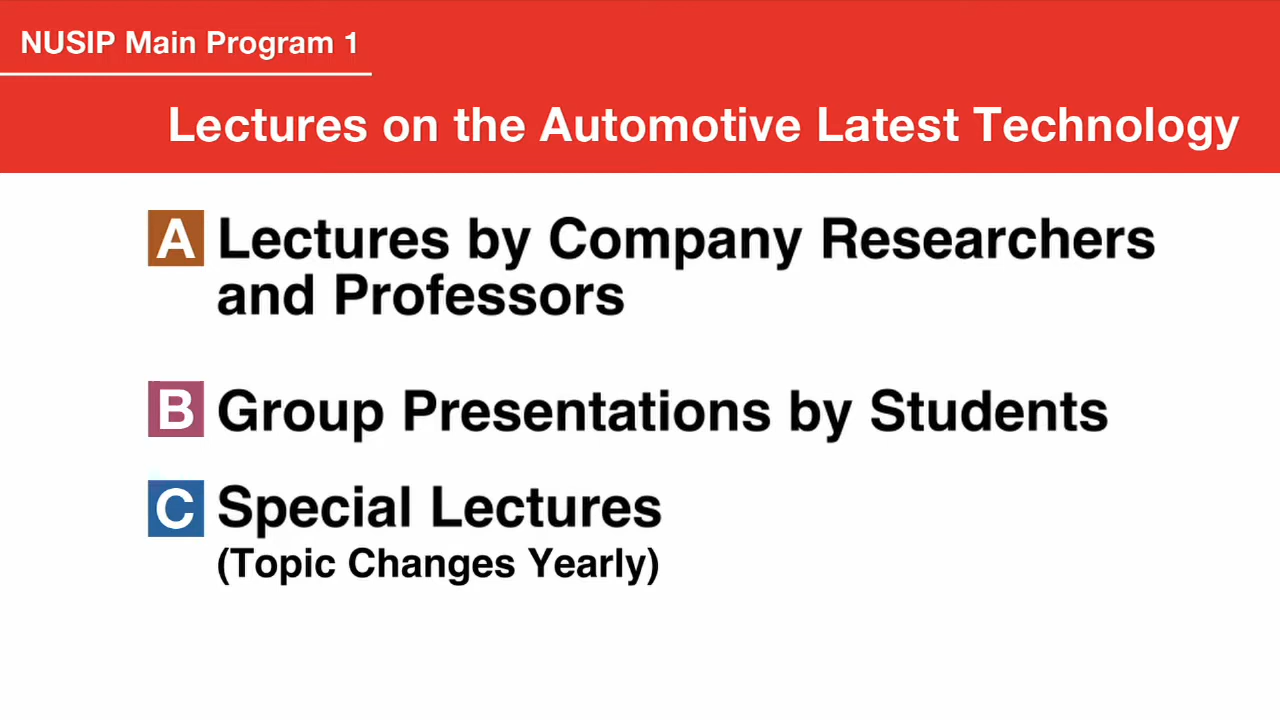 NUSIP Main Program 1
Lectures on the Automotive Latest Technology
A Lectures by Company Researchers
and Professors
B Group Presentations by Students
C Special Lectures
(Topic Changes Yearly)